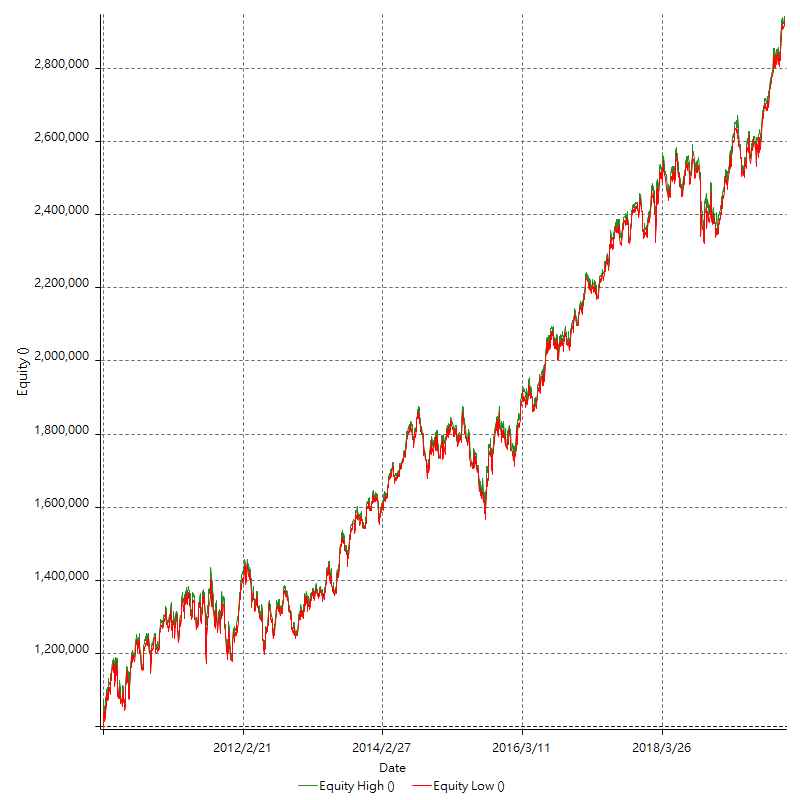 2,800,000
2,600,000
2,400,000
2,200,000
2,000,000
1,800,000
1,600,000
1,400,000
1,200,000
Equity ()
2012/2/21 2014/2/27 2016/3/11 2018/3/26
Date
Equity High () Equity Low ()